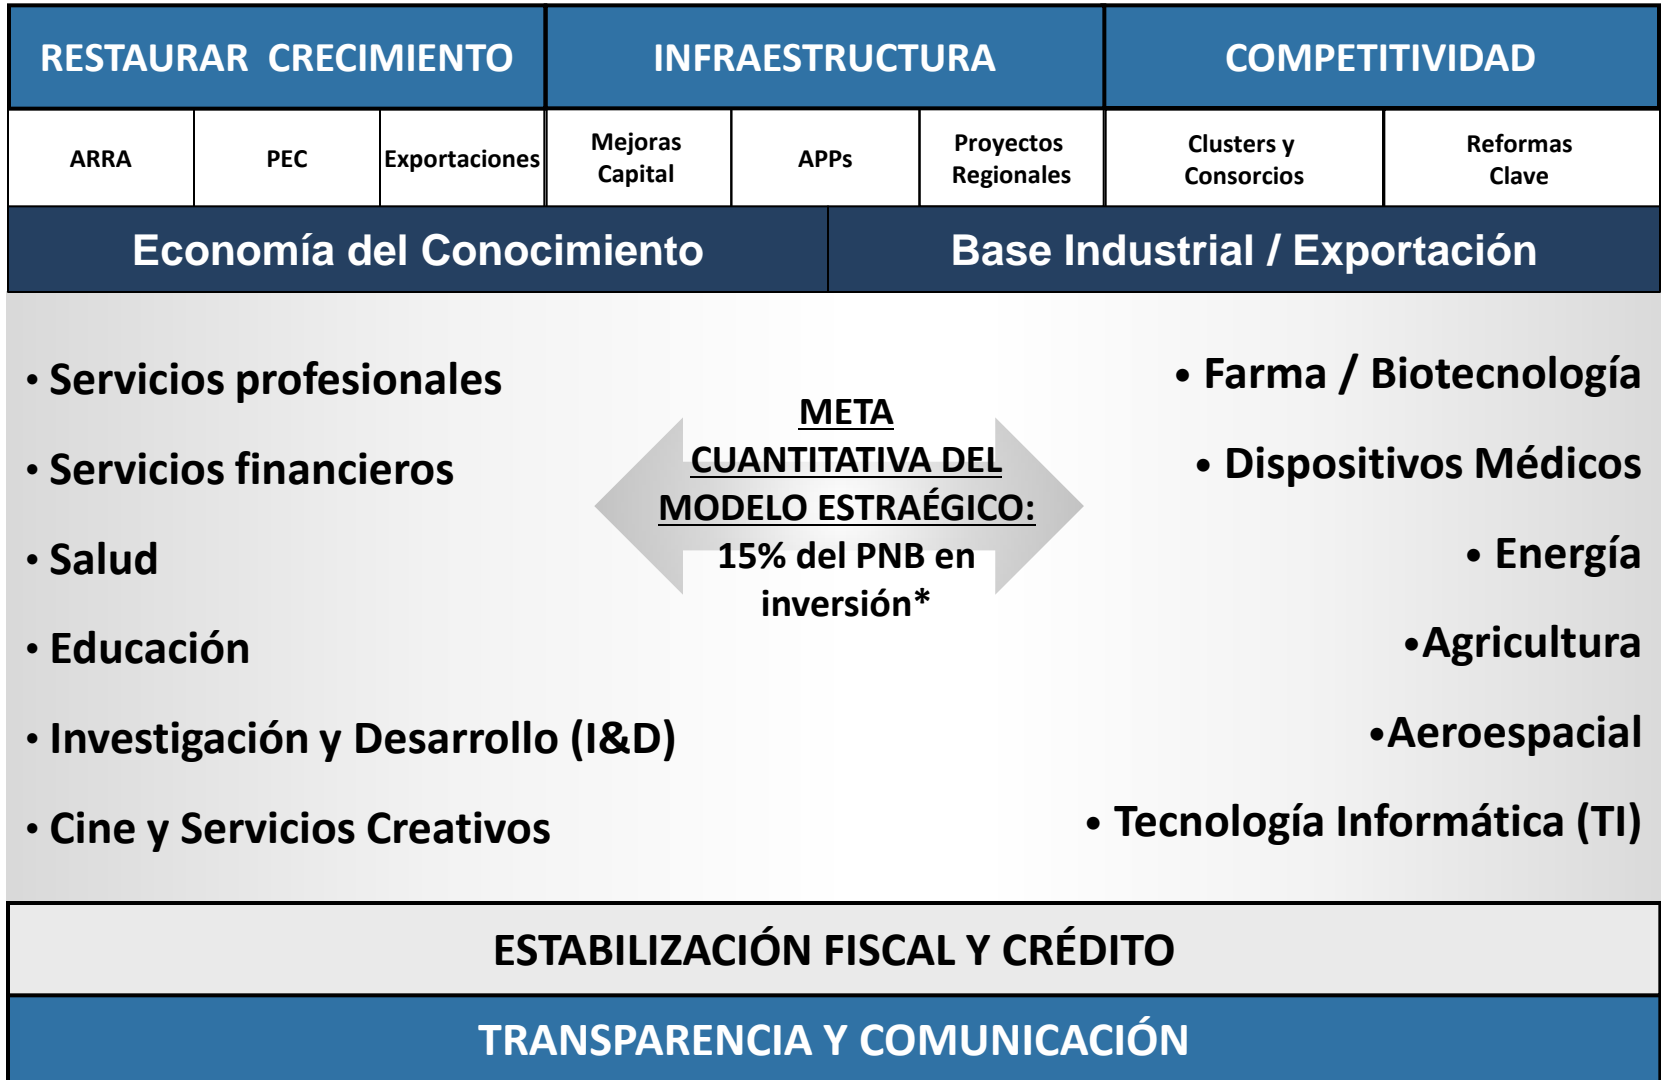 RESTAURAR CRECIMIENTO
INFRAESTRUCTURA
COMPETITIVIDAD
ARRA
PEC
Exportaciones
Mejoras
Capital
APPs
Proyectos
Regionales
Clusters y
Consorcios
Reformas
Clave
Economía del Conocimiento
Base Industrial / Exportación
• Servicios profesionales
• Servicios financieros
• Salud
• Educación
• Investigación y Desarrollo (I&D)
• Cine y Servicios Creativos
META
CUANTITATIVA DEL
MODELO ESTRAÉGICO:
15% del PNB en
inversión*
• Farma / Biotecnología
• Dispositivos Médicos
• Energía
•Agricultura
•Aeroespacial
• Tecnología Informática (TI)
ESTABILIZACIÓN FISCAL Y CRÉDITO
TRANSPARENCIA Y COMUNICACIÓN